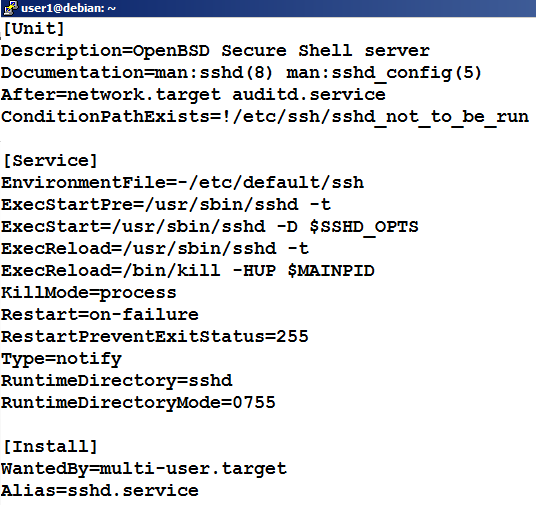 user1@debian: ~
[Unit]
Description=OpenBSD Secure Shell server
Documentation=man:sshd(8) man:sshd_config(5)
After=network.target auditd.service
ConditionPathExists=!/etc/ssh/sshd_not_to_be_run

[Service]
EnvironmentFile=-/etc/default/ssh
ExecStartPre=/usr/sbin/sshd -t
ExecStart=/usr/sbin/sshd -D $SSHD_OPTS
ExecReload=/usr/sbin/sshd -t
ExecReload=/bin/kill -HUP $MAINPID
KillMode=process
Restart=on-failure
RestartPreventExitStatus=255
Type=notify
RuntimeDirectory=sshd
RuntimeDirectoryMode=0755

[Install]
WantedBy=multi-user.target
Alias=sshd.service